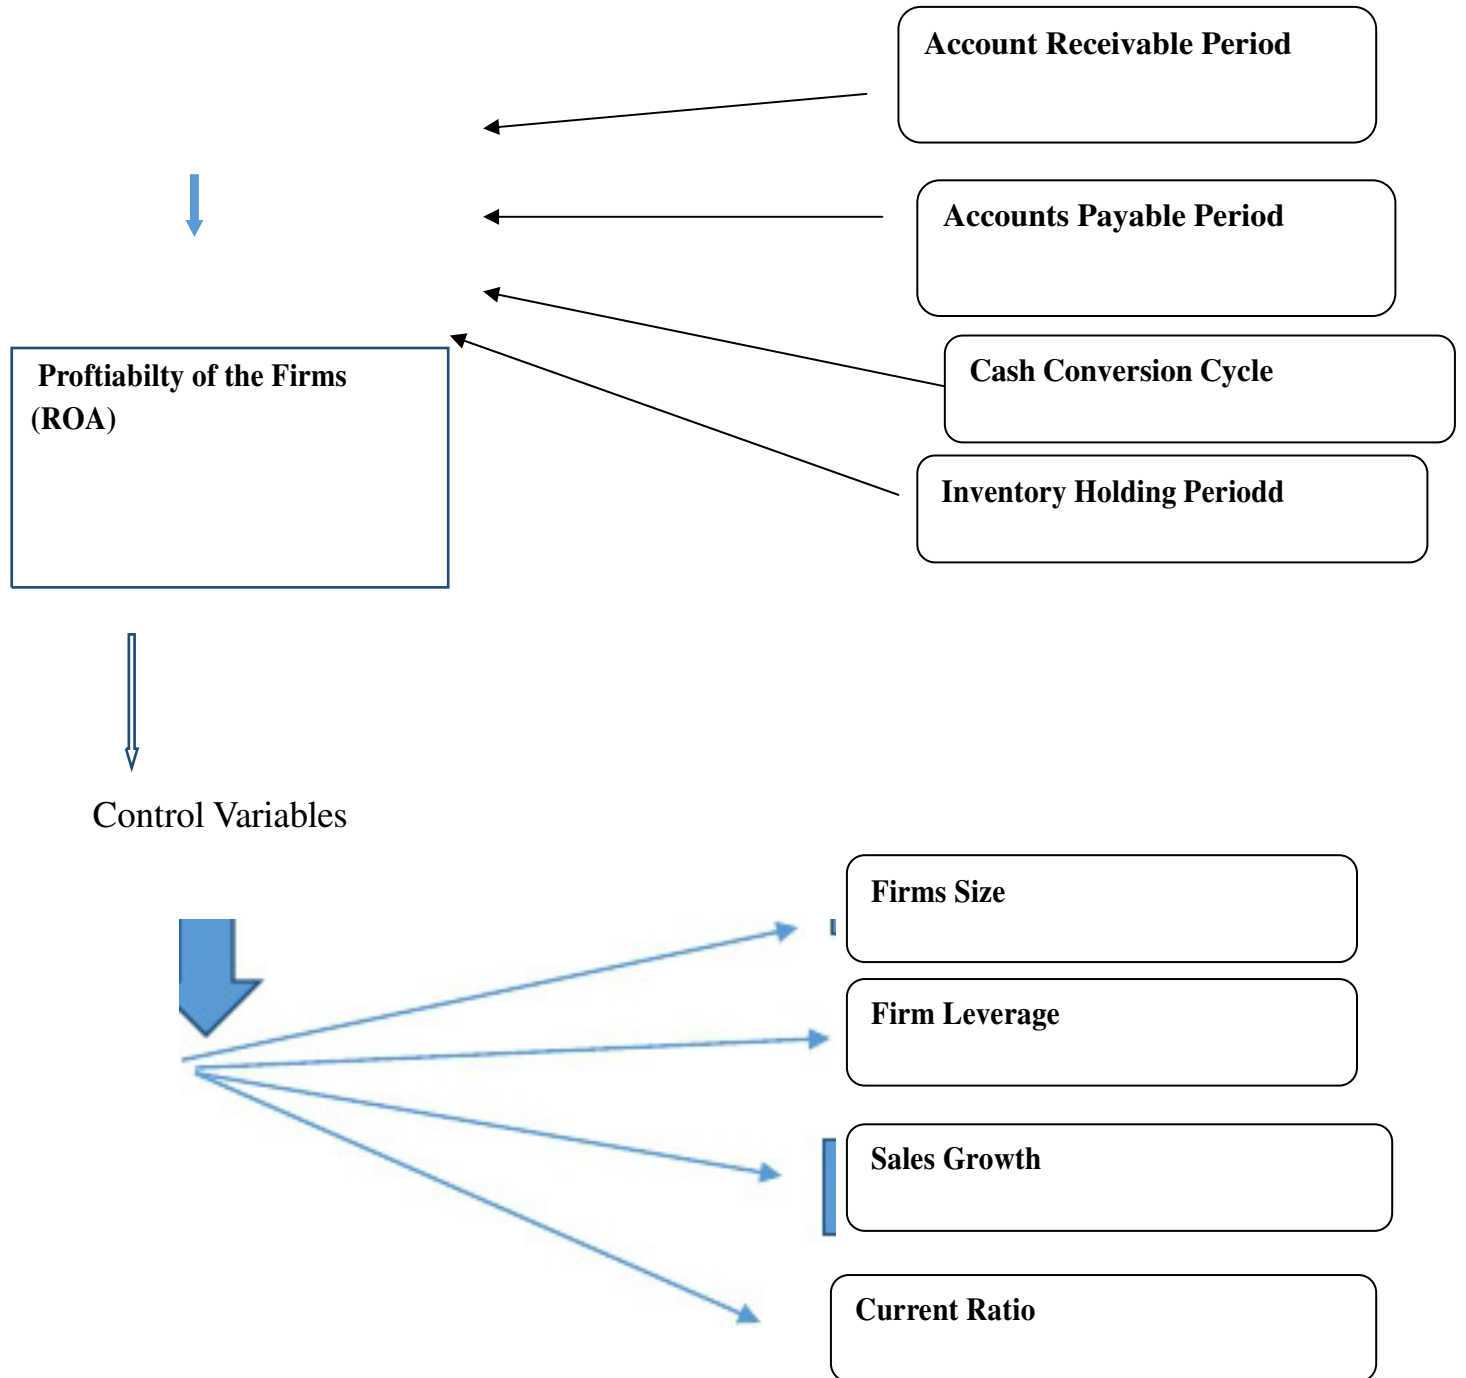 Account Receivable Period
Accounts Payable Period
Cash Conversion Cycle
Proftiabilty of the Firms
(ROA)
Inventory Holding Periodd
Control Variables
Firms Size
Firm Leverage
Sales Growth
Current Ratio